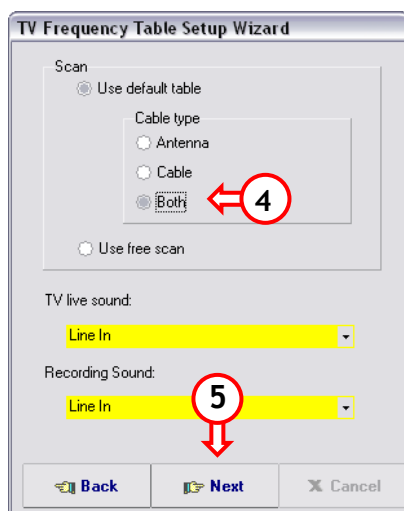 TV Frequency Table Setup Wizard
Scan
Use default table
Cable type
Antenna
Cable
Both
4
Use free scan
TV live sound:
Line In
Recording Sound:
Line In
5
Back Next X Cancel